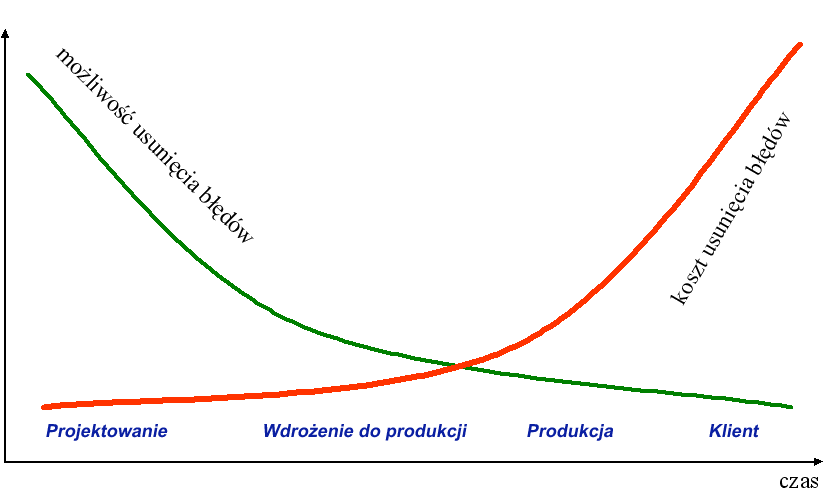 możliwość usunięcia błędów
koszt usunięcia błędów
Projektowanie
Wdrożenie do produkcji
Produkcja
Klient
czas